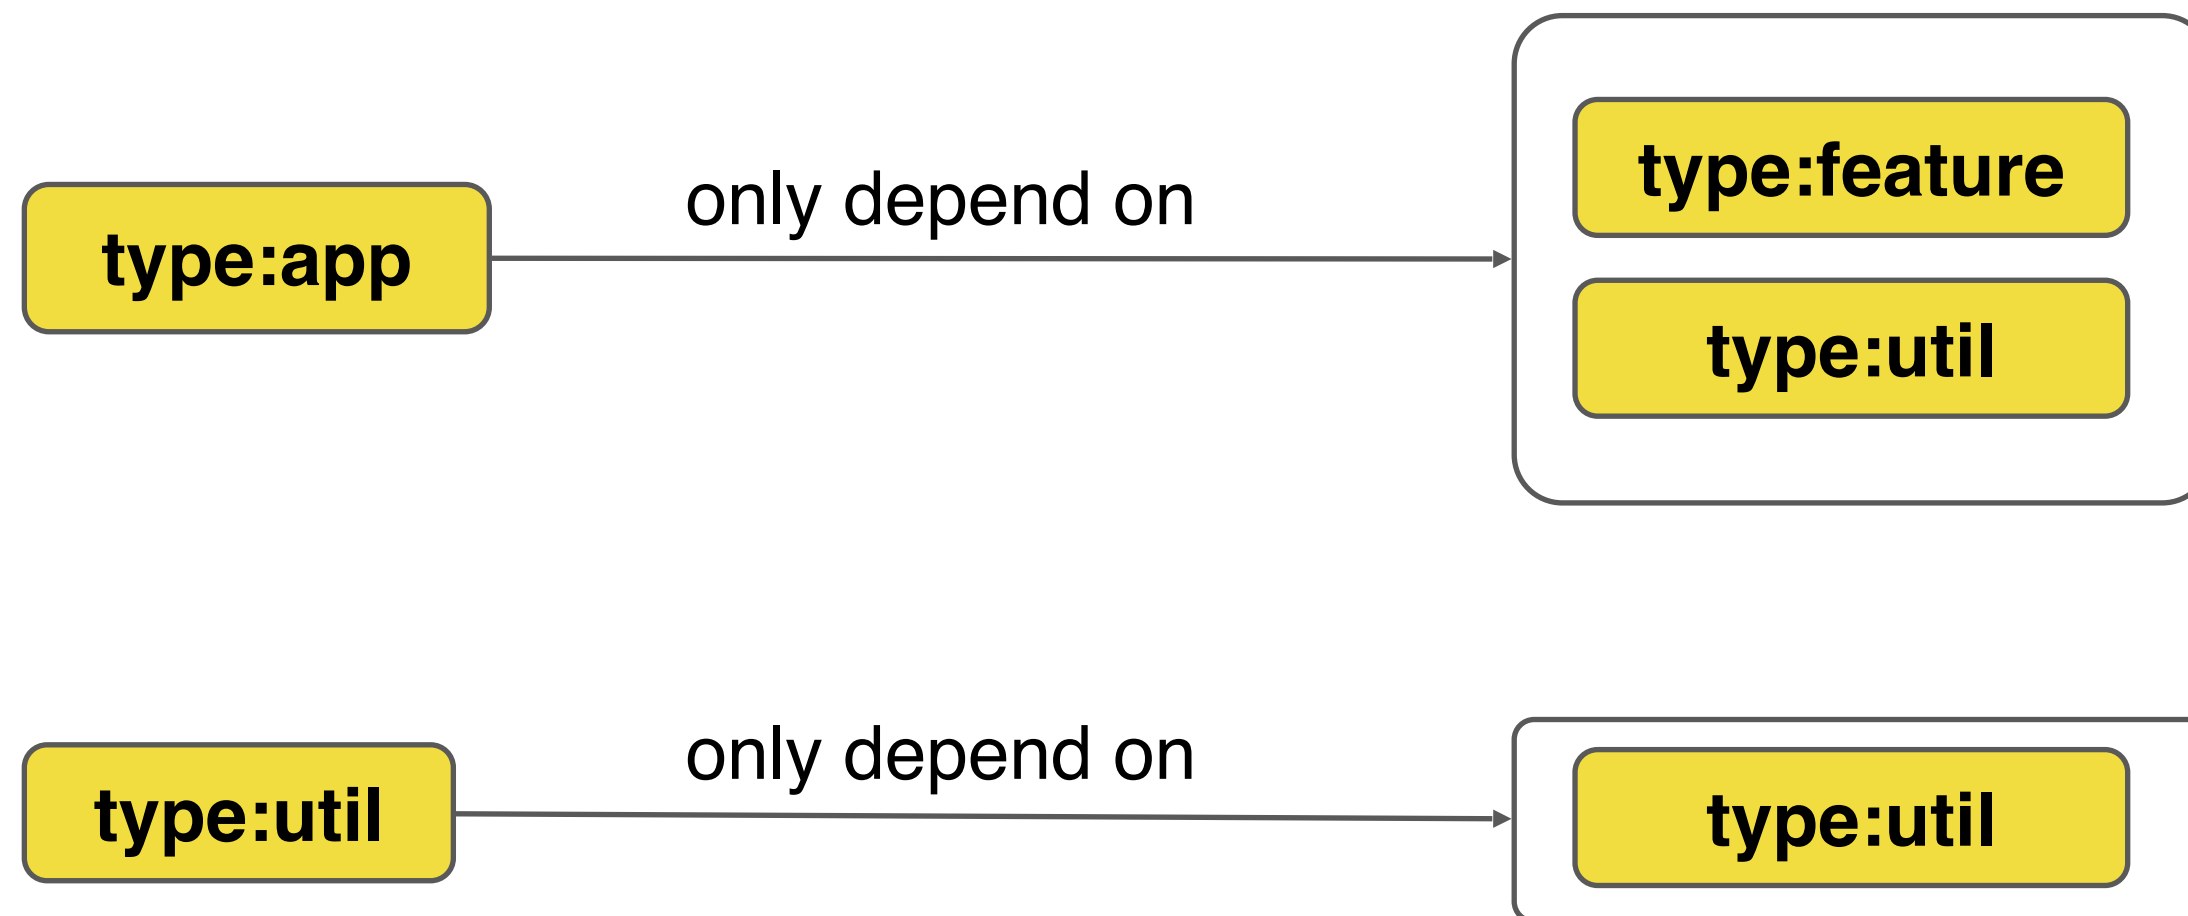 type:app
only depend on
type:feature
type:util
type:util
only depend on
type:util